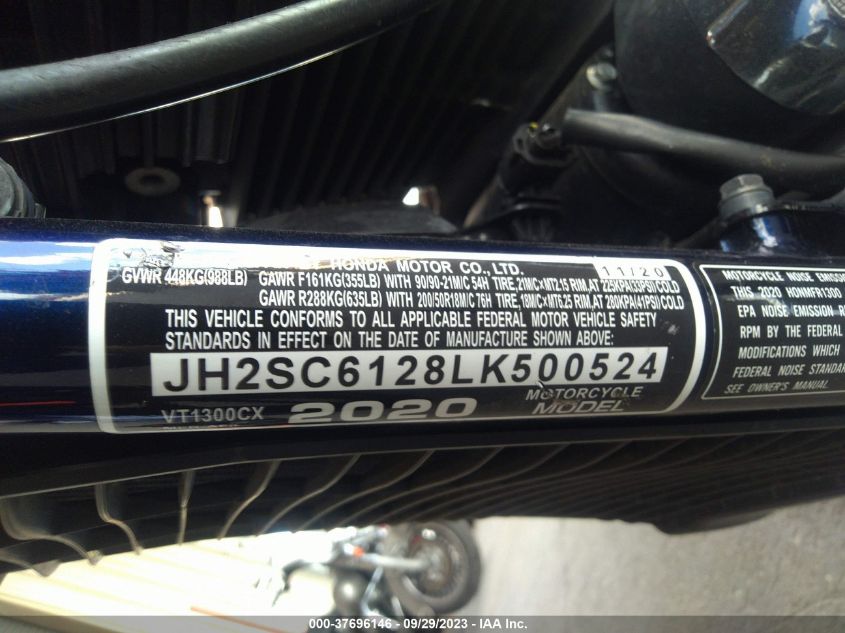 HONDA MOTOR CO., LTD. 11/20
GVWR 448KG(988LB) GAWR F161KG(355LB) WITH 90/90-21M/C 54H TIRE, 21M/C×MT2.15 RIM, AT 225KPA(33PSI)COLD
GAWR R288KG(635LB) WITH 200/50R18M/C 76H TIRE, 18M/C×MT6.25 RIM, AT 280KPA(41PSI)COLD
THIS VEHICLE CONFORMS TO ALL APPLICABLE FEDERAL MOTOR VEHICLE SAFETY
STANDARDS IN EFFECT ON THE DATE OF MANUFACTURE SHOWN ABOVE:
JH2SC6128LK500524
VT1300CX 2020 MOTORCYCLE
MODEL
MOTORCYCLE NOISE EMISSION
THIS 2020 HONMFR1300
EPA NOISE EMISSION R
RPM BY THE FEDERAL
MODIFICATIONS WHICH
FEDERAL NOISE STANDAR
SEE OWNER'S MANUAL.
000-37696146 - 09/29/2023 - IAA Inc.